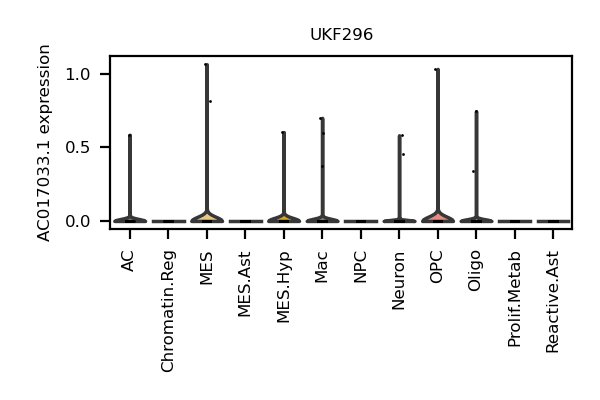 UKF296
AC017033.1 expression
1.0
0.5
0.0
AC
Chromatin.Reg
MES
MES.Ast
MES.Hyp
Mac
NPC
Neuron
OPC
Oligo
Prolif.Metab
Reactive.Ast